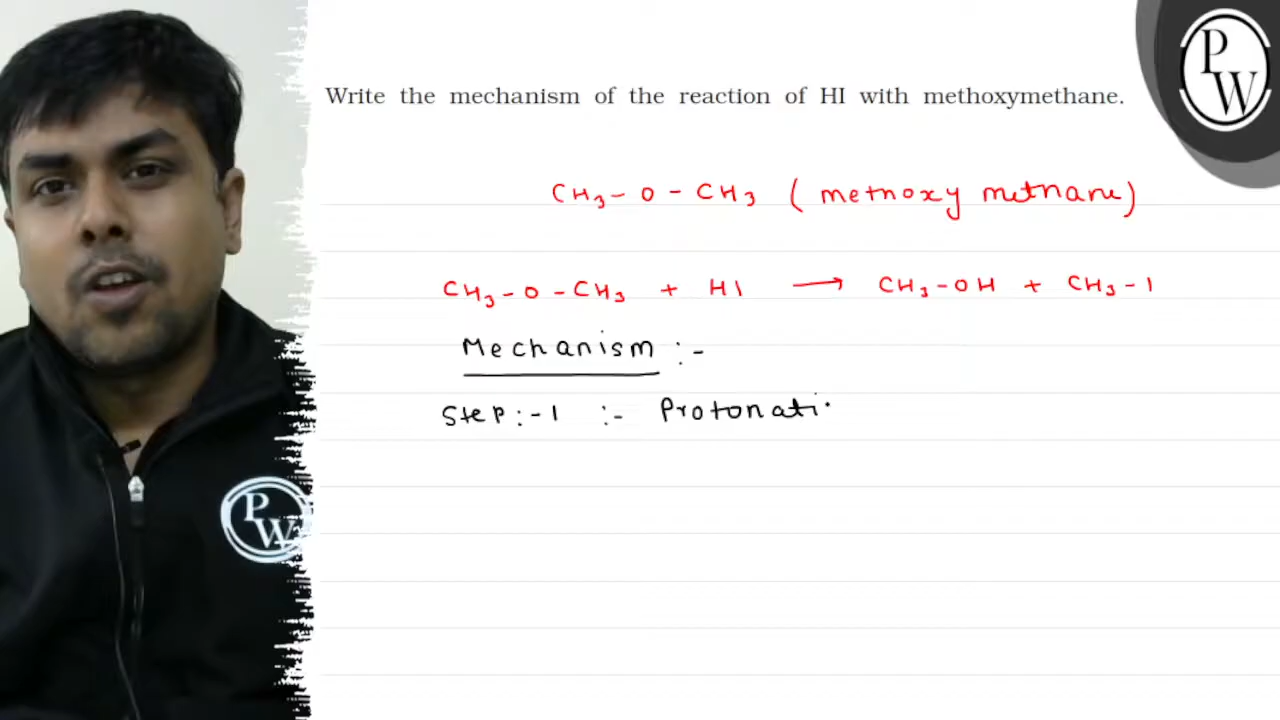 Write the mechanism of the reaction of HI with methoxymethane.
CH3-O-CH3 (methoxy methane)
CH3-O-CH3 + HI ⟶ CH3-OH + CH3-I
Mechanism :-
Step:-1 :- Protonati
PW
PW